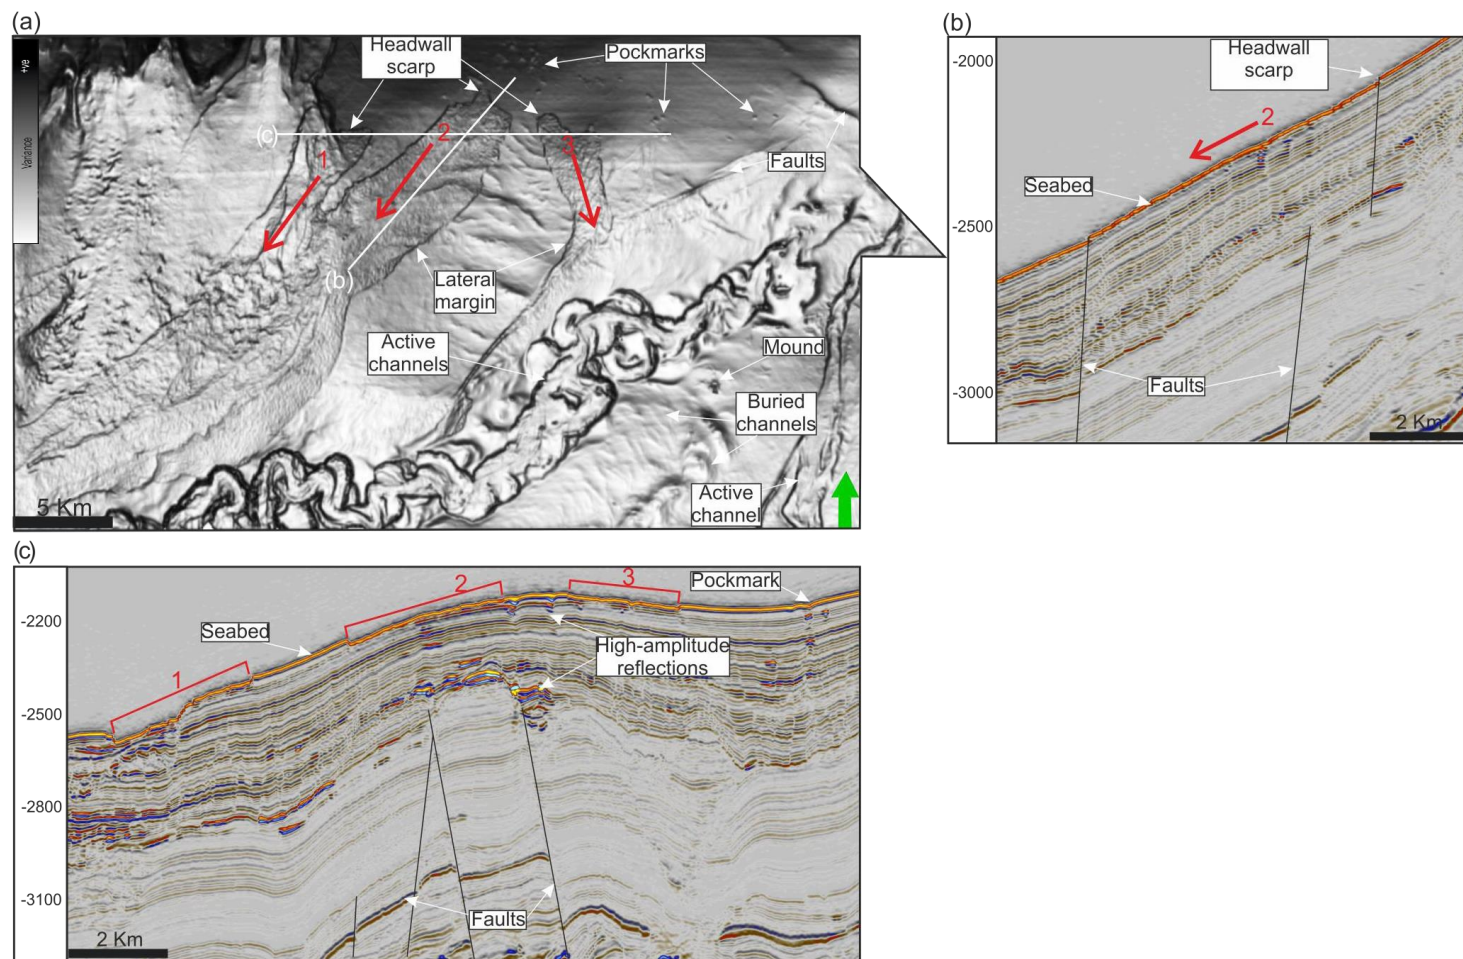 (a)
+ve
Variance
Headwall
scarp
Pockmarks
(c)
1
2
3
Faults
(b)
Lateral
margin
Active
channels
Mound
Buried
channels
Active
channel
5 Km
(b)
-2000
-2500
-3000
Headwall
scarp
2
Seabed
Faults
2 Km
(c)
-2200
-2500
-2800
-3100
1
Seabed
2
3
Pockmark
High-amplitude
reflections
Faults
2 Km